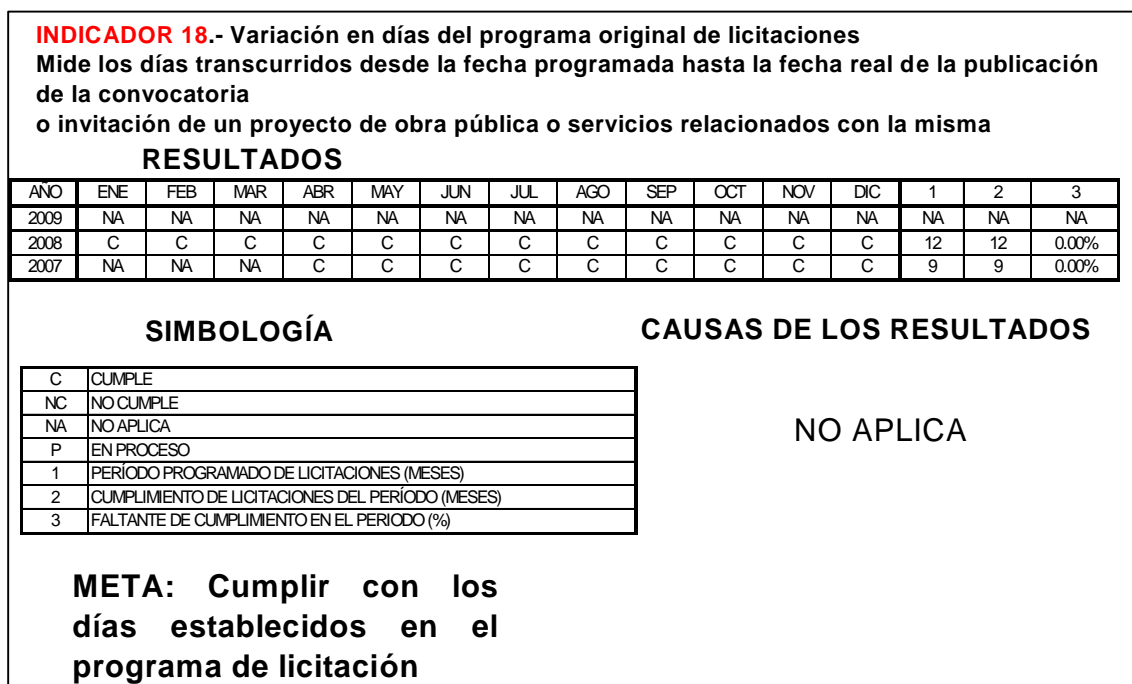 INDICADOR 18.- Variación en días del programa original de licitaciones
Mide los días transcurridos desde la fecha programada hasta la fecha real de la publicación
de la convocatoria
o invitación de un proyecto de obra pública o servicios relacionados con la misma
RESULTADOS
AÑO ENE FEB MAR ABR MAY JUN JUL AGO SEP OCT NOV DIC 1 2 3
2009 NA NA NA NA NA NA NA NA NA NA NA NA NA NA NA
2008 C C C C C C C C C C C C 12 12 0.00%
2007 NA NA NA C C C C C C C C C 9 9 0.00%
SIMBOLOGÍA
CAUSAS DE LOS RESULTADOS
C CUMPLE
NC NO CUMPLE
NA NO APLICA
P EN PROCESO
1 PERÍODO PROGRAMADO DE LICITACIONES (MESES)
2 CUMPLIMIENTO DE LICITACIONES DEL PERÍODO (MESES)
3 FALTANTE DE CUMPLIMIENTO EN EL PERIODO (%)
NO APLICA
META: Cumplir con los
días establecidos en el
programa de licitación